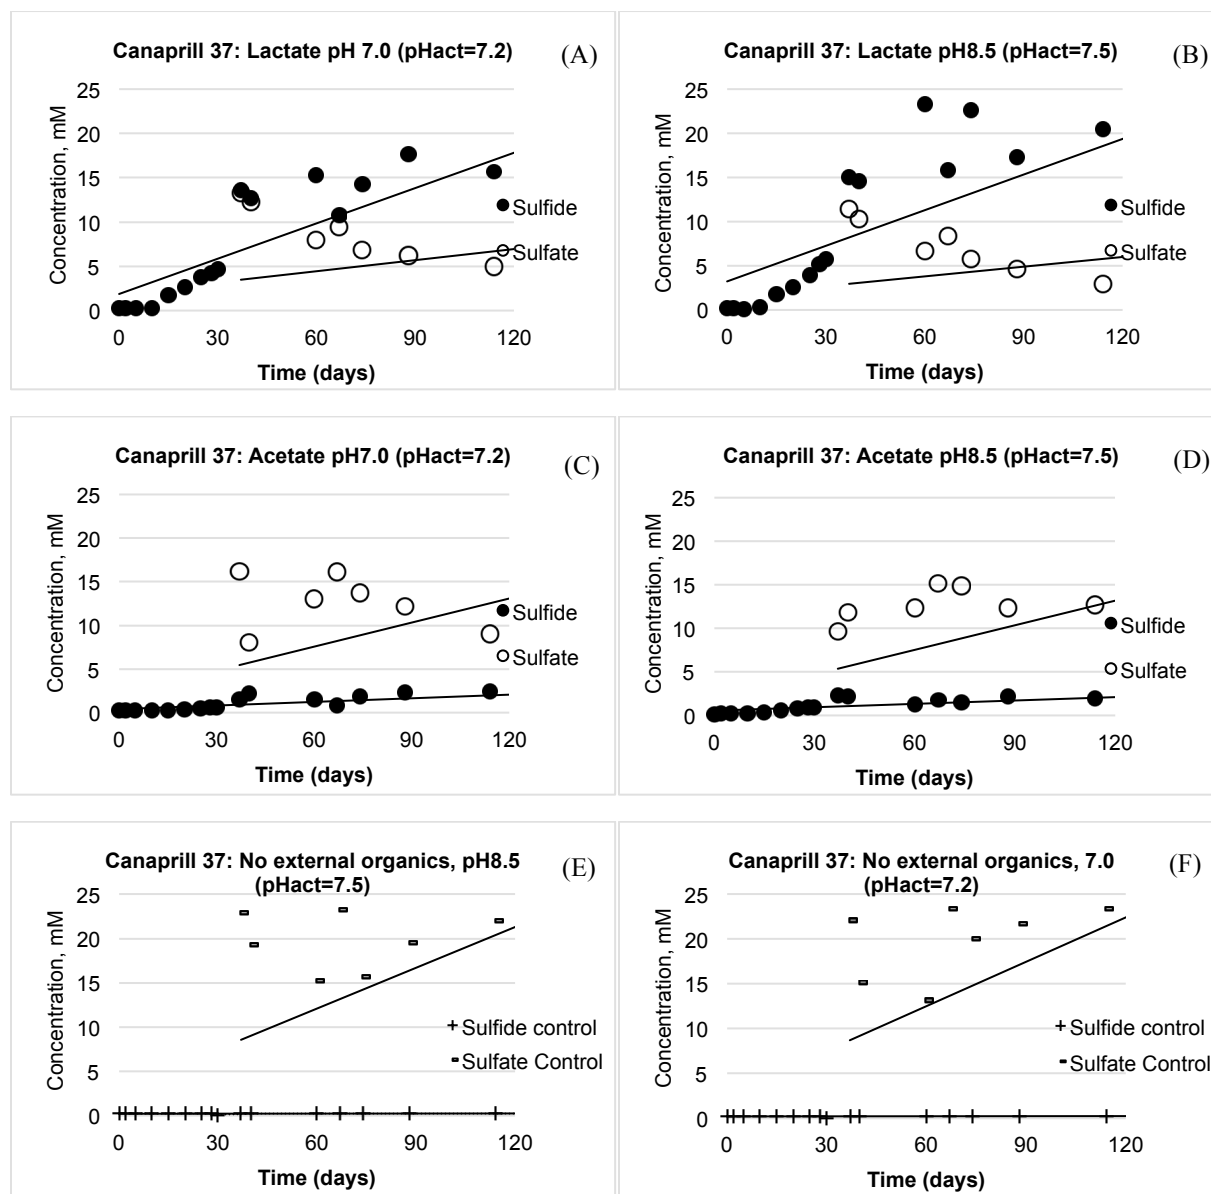 Canaprill 37: Lactate pH 7.0 (pHact=7.2)
(A)
Concentration, mM
25
20
15
10
5
0
0 30 60 90 120
Time (days)
Sulfide
Sulfate
Canaprill 37: Lactate pH8.5 (pHact=7.5)
(B)
Concentration, mM
25
20
15
10
5
0
0 30 60 90 120
Time (days)
Sulfide
Sulfate
Canaprill 37: Acetate pH7.0 (pHact=7.2)
(C)
Concentration, mM
25
20
15
10
5
0
0 30 60 90 120
Time (days)
Sulfide
Sulfate
Canaprill 37: Acetate pH8.5 (pHact=7.5)
(D)
Concentration, mM
25
20
15
10
5
0
0 30 60 90 120
Time (days)
Sulfide
Sulfate
Canaprill 37: No external organics, pH8.5
(pHact=7.5)
(E)
Concentration, mM
25
20
15
10
5
0
0 30 60 90 120
Time (days)
Sulfide control
Sulfate Control
Canaprill 37: No external organics, 7.0
(pHact=7.2)
(F)
Concentration, mM
25
20
15
10
5
0
0 30 60 90 120
Time (days)
Sulfide control
Sulfate Control